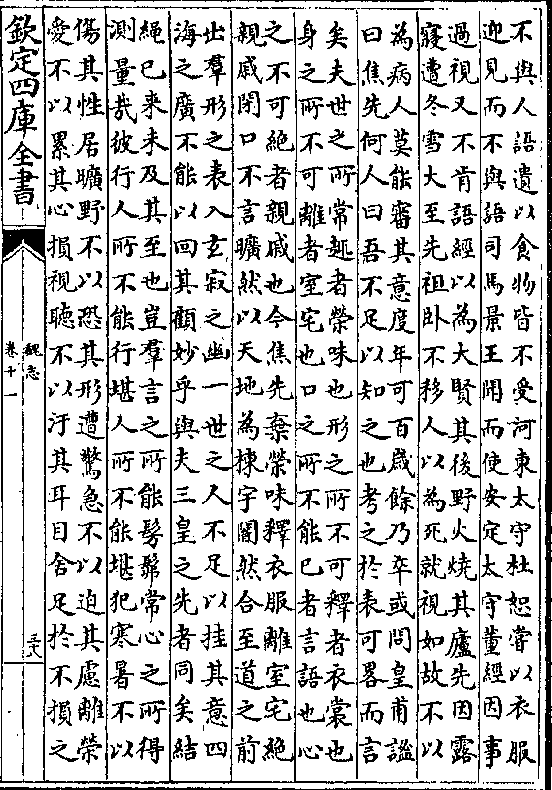 不與人語遺以食物皆不受河東太守杜恕嘗以衣服
迎見而不與語司馬景王聞而使安定太守董經因事
過視又不肯語經以為大賢其後野火燒其廬先因露
寢遭冬雪大至先祖卧不移人以為死就視如故不以
為病人莫能審其意度年可百歲餘乃卒或問皇甫謐
曰焦先何人曰吾不足以知之也考之於表可畧而言
矣夫世之所常趣者榮味也形之所不可釋者衣裳也
身之所不可離者室宅也口之所不能已者言語也心
之不可絶者親戚也今焦先棄榮味釋衣服離室宅絶
親戚閉口不言曠然以天地為棟宇闇然合至道之前
出羣形之表入玄寂之幽一世之人不足以挂其意四
海之廣不能以回其顧妙乎與夫三皇之先者同矣結
繩已来未及其至也豈羣言之所能髣髴常心之所得
測量哉彼行人所不能行堪人所不能堪犯寒暑不以
傷其性居曠野不以恐其形遭驚急不以迫其慮離榮
愛不以累其心損視聽不以汙其耳目舍足於不損之
欽定四庫全書
魏志
卷十一